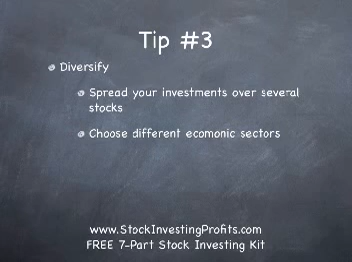 Tip #3
Diversify
Spread your investments over several
stocks
Choose different ecomonic sectors
www.StockInvestingProfits.com
FREE 7-Part Stock Investing Kit